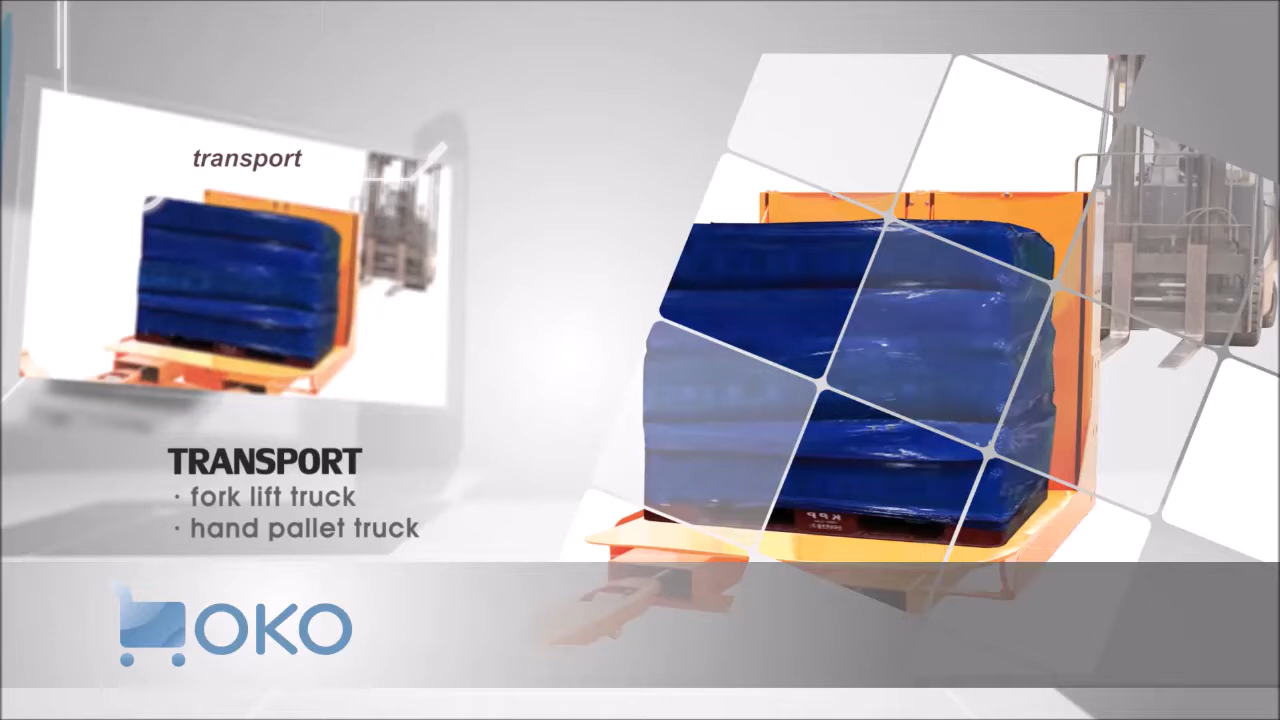 transport
TRANSPORT
· fork lift truck
· hand pallet truck
OKO